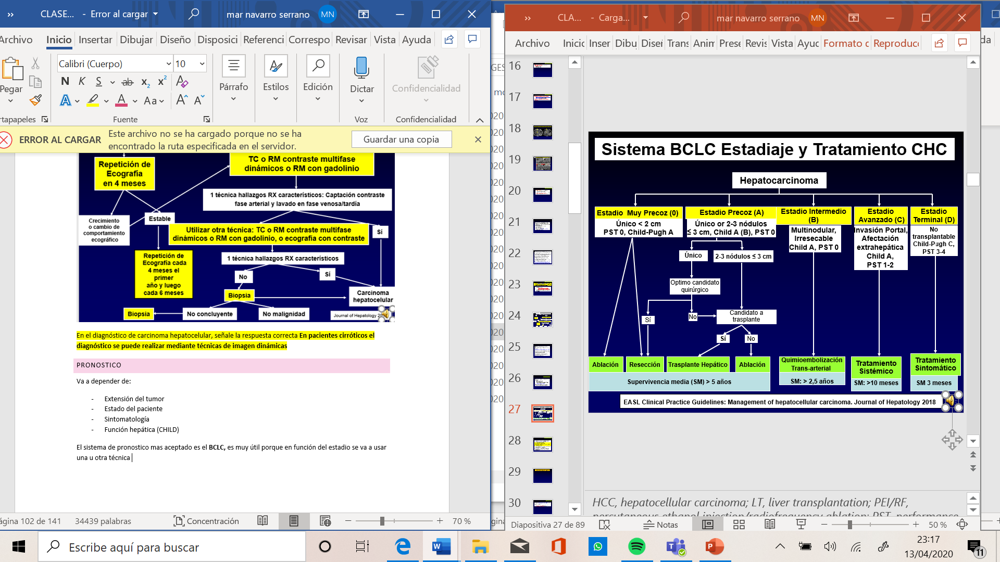 CLASE... - Error al cargar
mar navarro serrano MN
Archivo Inicio Insertar Dibujar Diseño Disposici Referenci Correspo Revisar Vista Ayuda
Calibri (Cuerpo) 10
N K S ab x₂ x²
A A Aa A A
Pegar
Párrafo
Estilos
Edición
Dictar
Confidencialidad
rtapapeles
Fuente
Voz
Confidencialidad
ERROR AL CARGAR
Este archivo no se ha cargado porque no se ha
encontrado la ruta especificada en el servidor.
Guardar una copia
Repetición de
Ecografía
en 4 meses
TC o RM contraste multifase
dinámicos o RM con gadolinio
1 técnica hallazgos RX característicos: Captación contraste
fase arterial y lavado en fase venosa/tardía
Crecimiento
o cambio de
comportamiento
ecográfico
Estable
Utilizar otra técnica: TC o RM contraste multifase
dinámicos o RM con gadolinio, o ecografía con contraste
Sí
Repetición de
Ecografía cada
4 meses el
primer
año y luego
cada 6 meses
1 técnica hallazgos RX característicos
No
Sí
Biopsia
Carcinoma
hepatocelular
Biopsia
No concluyente
No malignidad
Journal of Hepatology
En el diagnóstico de carcinoma hepatocelular, señale la respuesta correcta En pacientes cirróticos el
diagnóstico se puede realizar mediante técnicas de imagen dinámicas
PRONOSTICO
Va a depender de:
- Extensión del tumor
- Estado del paciente
- Sintomatología
- Función hepática (CHILD)
El sistema de pronostico mas aceptado es el BCLC, es muy útil porque en función del estadio se va a usar
una u otra técnica
ágina 102 de 141 34439 palabras Concentración 70 %
CLA... - Carga...
mar navarro serrano MN
Archivo Inicic Inser Dibu Diseí Trans Anim Prese Revis Vista Ayuc Formato c Reproduc
16
17
18
19
20
21
22
23
24
25
26
27
28
29
30
Sistema BCLC Estadiaje y Tratamiento CHC
Hepatocarcinoma
Estadio Muy Precoz (0)
Único < 2 cm
PST 0, Child-Pugh A
Estadio Precoz (A)
Único or 2-3 nódulos
≤ 3 cm, Child A (B), PST 0
Estadio Intermedio
(B)
Multinodular,
Irresecable
Child A, PST 0
Estadio
Avanzado (C)
Invasión Portal,
Afectación
extrahepática
Child A,
PST 1-2
Estadio
Terminal (D)
No
transplantable
Child-Pugh C,
PST 3-4
Único
2-3 nódulos ≤ 3 cm
Optimo candidato
quirúrgico
Sí
No
Candidato a
trasplante
Sí
No
Ablación
Resección
Trasplante Hepático
Ablación
Supervivencia media (SM) > 5 años
Quimioembolización
Trans-arterial
SM: > 2,5 años
Tratamiento
Sistémico
SM: >10 meses
Tratamiento
Sintomático
SM 3 meses
EASL Clinical Practice Guidelines: Management of hepatocellular carcinoma. Journal of Hepatology 2018
HCC, hepatocellular carcinoma; LT, liver transplantation; PEI/RF,
percutaneous ethanol injection/radiofrequency ablation; PST, performance
Diapositiva 27 de 89 Notas 50 %
Escribe aquí para buscar
23:17
13/04/2020
11